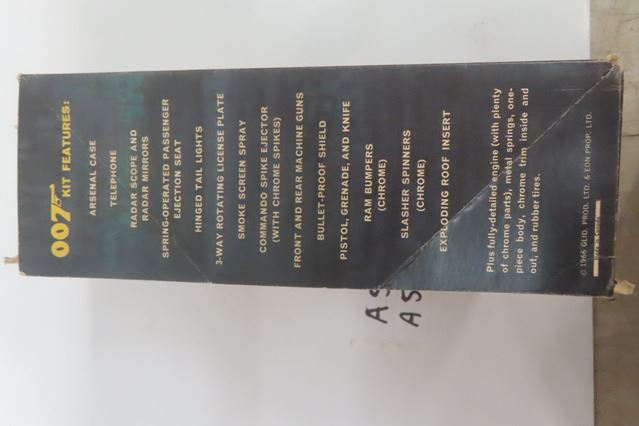 007 KIT FEATURES:
ARSENAL CASE
TELEPHONE
RADAR SCOPE AND
RADAR MIRRORS
SPRING-OPERATED PASSENGER
EJECTION SEAT
HINGED TAIL LIGHTS
3-WAY ROTATING LICENSE PLATE
SMOKE SCREEN SPRAY
COMMANDO SPIKE EJECTOR
(WITH CHROME SPIKES)
FRONT AND REAR MACHINE GUNS
BULLET-PROOF SHIELD
PISTOL, GRENADE, AND KNIFE
RAM BUMPERS
(CHROME)
SLASHER SPINNERS
(CHROME)
EXPLODING ROOF INSERT
Plus fully-detailed engine (with plenty
of chrome parts), metal springs, one-
piece body, chrome trim inside and
out, and rubber tires.
© 1966 GLID. PROD. LTD. & EON PROP. LTD.